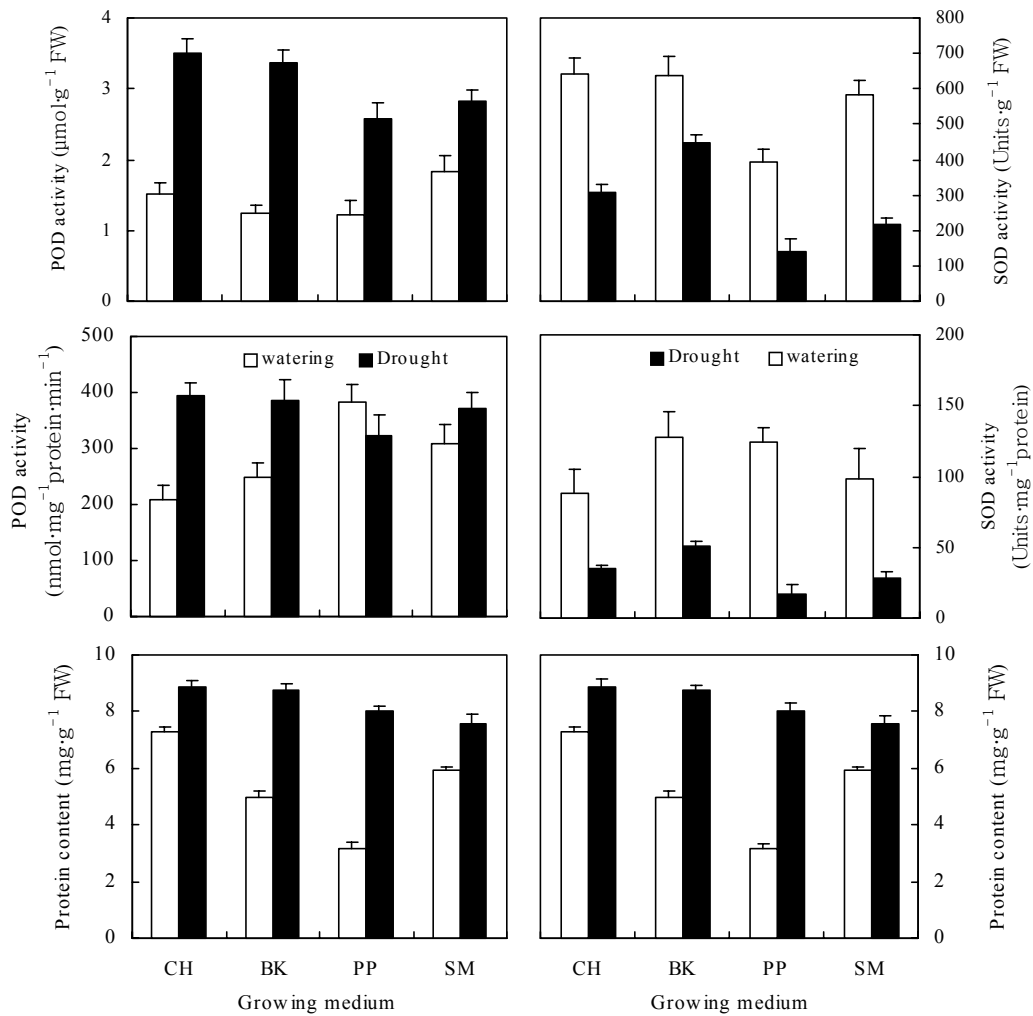 4
3
2
1
0
POD activity (μmol·g⁻¹ FW)
800
700
600
500
400
300
200
100
0
SOD activity (Units·g⁻¹ FW)
500
400
300
200
100
0
POD activity
(nmol·mg⁻¹protein·min⁻¹)
watering Drought
200
150
100
50
0
SOD activity
(Units·mg⁻¹protein)
Drought watering
10
8
6
4
2
0
Protein content (mg·g⁻¹ FW)
CH BK PP SM
Growing medium
10
8
6
4
2
0
Protein content (mg·g⁻¹ FW)
CH BK PP SM
Growing medium